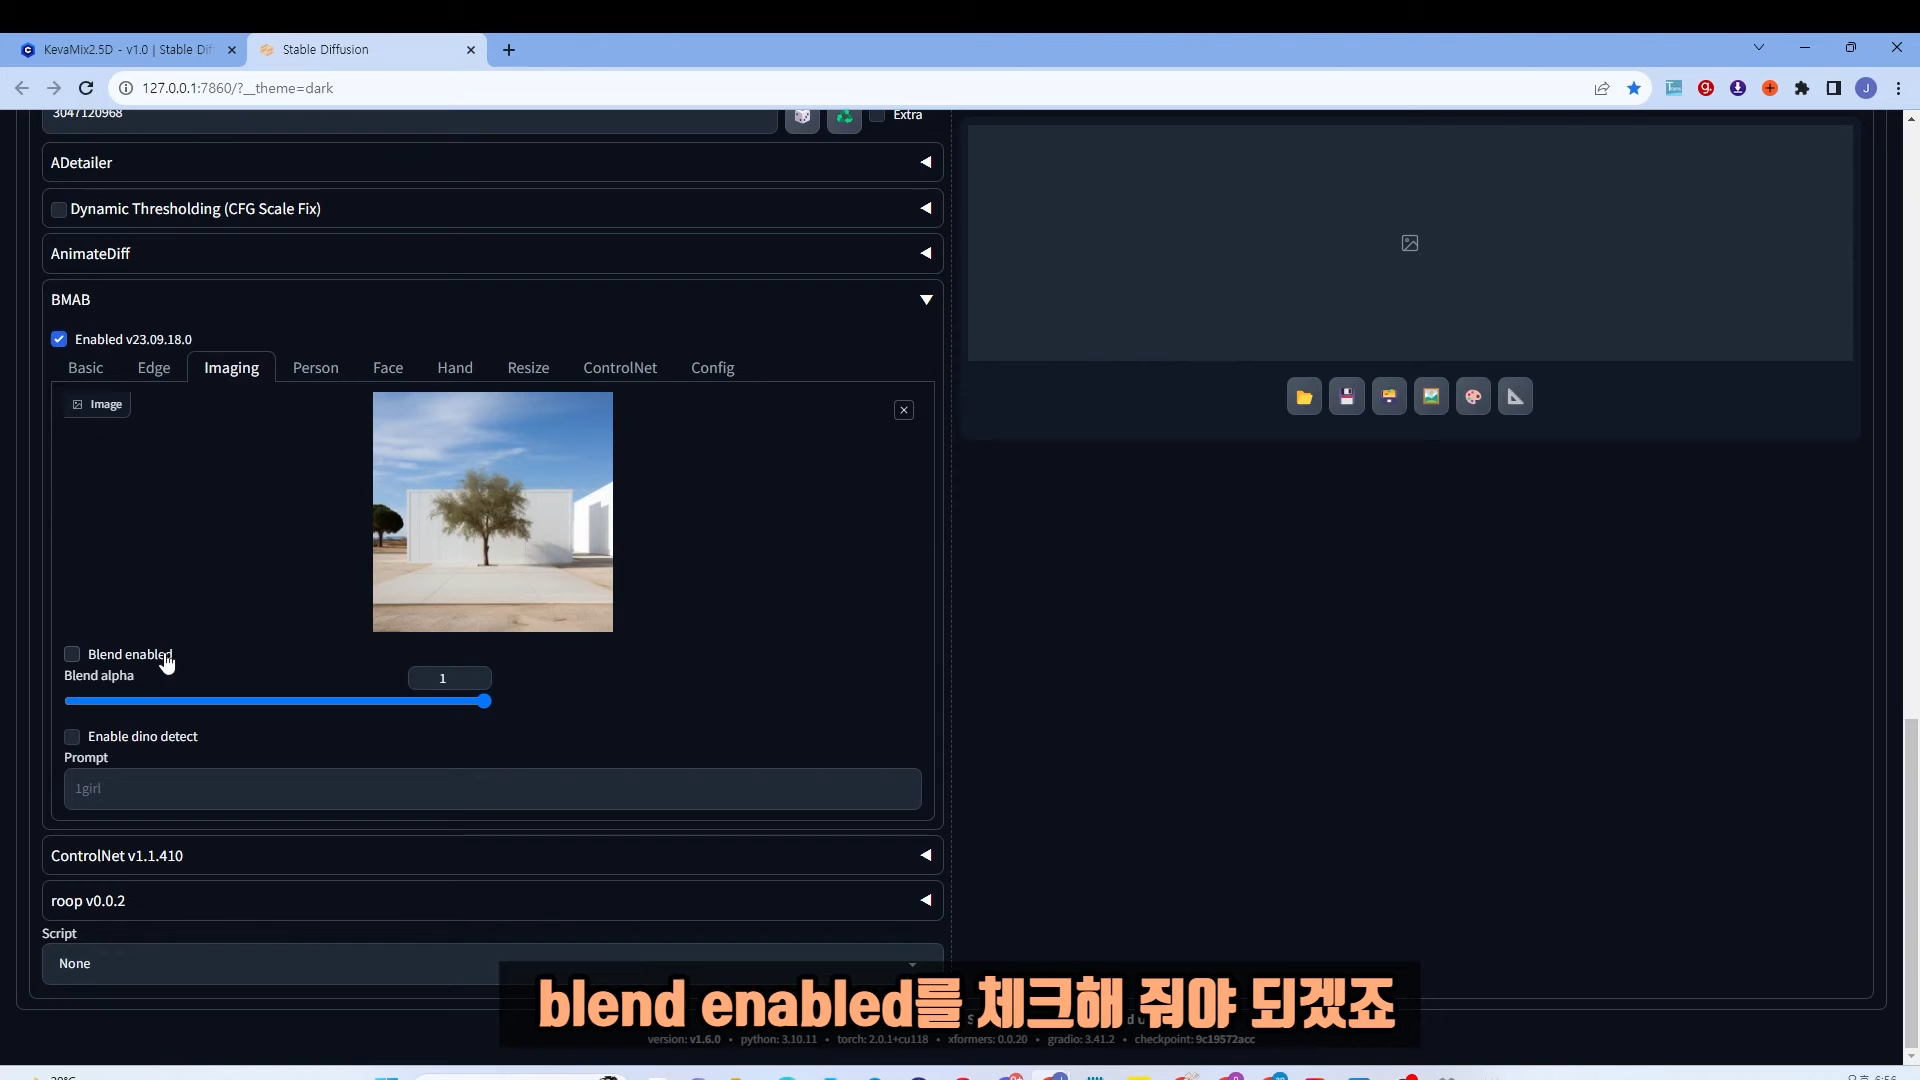 KevaMix2.5D - v1.0 | Stable Dif
Stable Diffusion
127.0.0.1:7860/?__theme=dark
3047120968
Extra
ADetailer
Dynamic Thresholding (CFG Scale Fix)
AnimateDiff
BMAB
Enabled v23.09.18.0
Basic Edge Imaging Person Face Hand Resize ControlNet Config
Image
Blend enabled
Blend alpha
1
Enable dino detect
Prompt
1girl
ControlNet v1.1.410
roop v0.0.2
Script
None
blend enabled를 체크해 줘야 되겠죠
version: v1.6.0 • python: 3.10.11 • torch: 2.0.1+cu118 • xformers: 0.0.20 • gradio: 3.41.2 • checkpoint: 9c19572acc